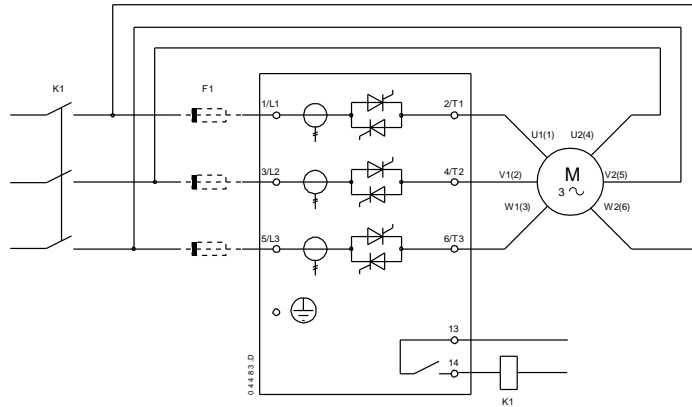 K1
F1
1/L1
2/T1
U1(1)
U2(4)
3/L2
4/T2
V1(2)
M
3
V2(5)
W1(3)
W2(6)
5/L3
6/T3
13
14
K1
04483.D